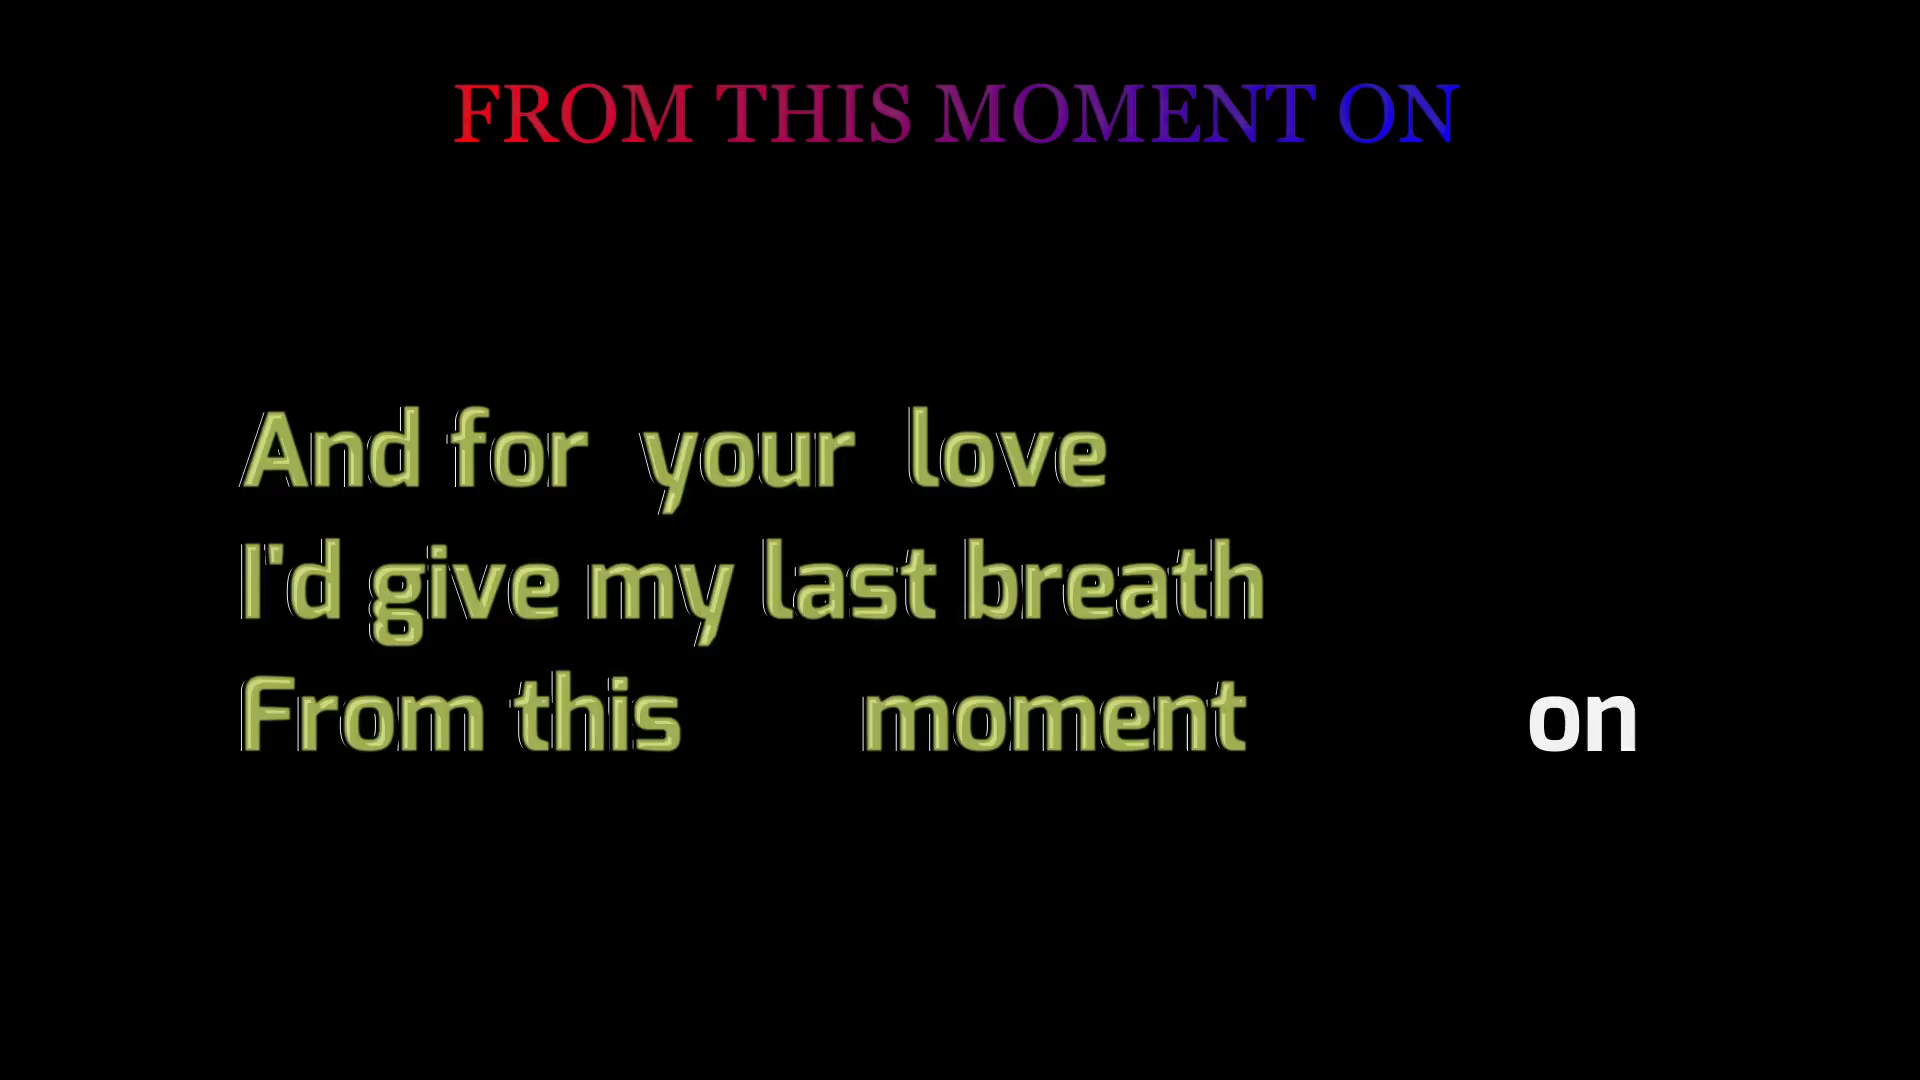 FROM THIS MOMENT ON
And for your love
I'd give my last breath
From this moment on